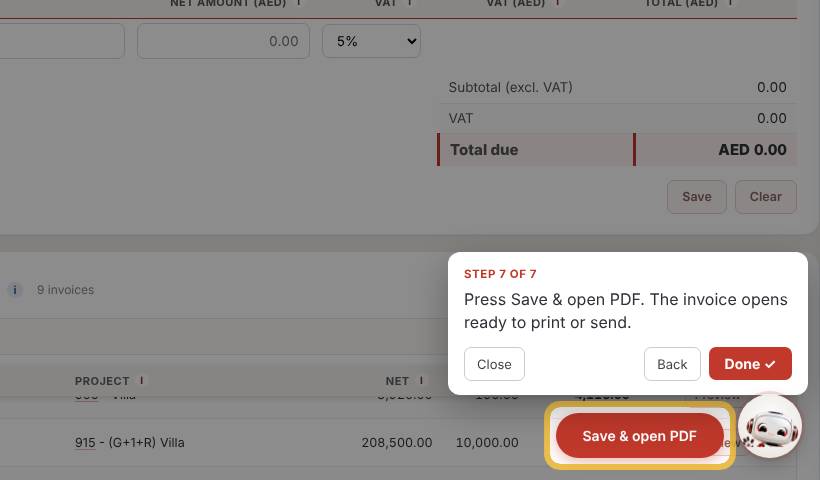 NET AMOUNT (AED) i VAT i VAT (AED) i TOTAL (AED) i
0.00 5%
Subtotal (excl. VAT) 0.00
VAT 0.00
Total due AED 0.00
Save Clear
i 9 invoices
STEP 7 OF 7
Press Save & open PDF. The invoice opens
ready to print or send.
Close Back Done ✓
PROJECT i NET i
Villa
915 - (G+1+R) Villa 208,500.00 10,000.00
Save & open PDF